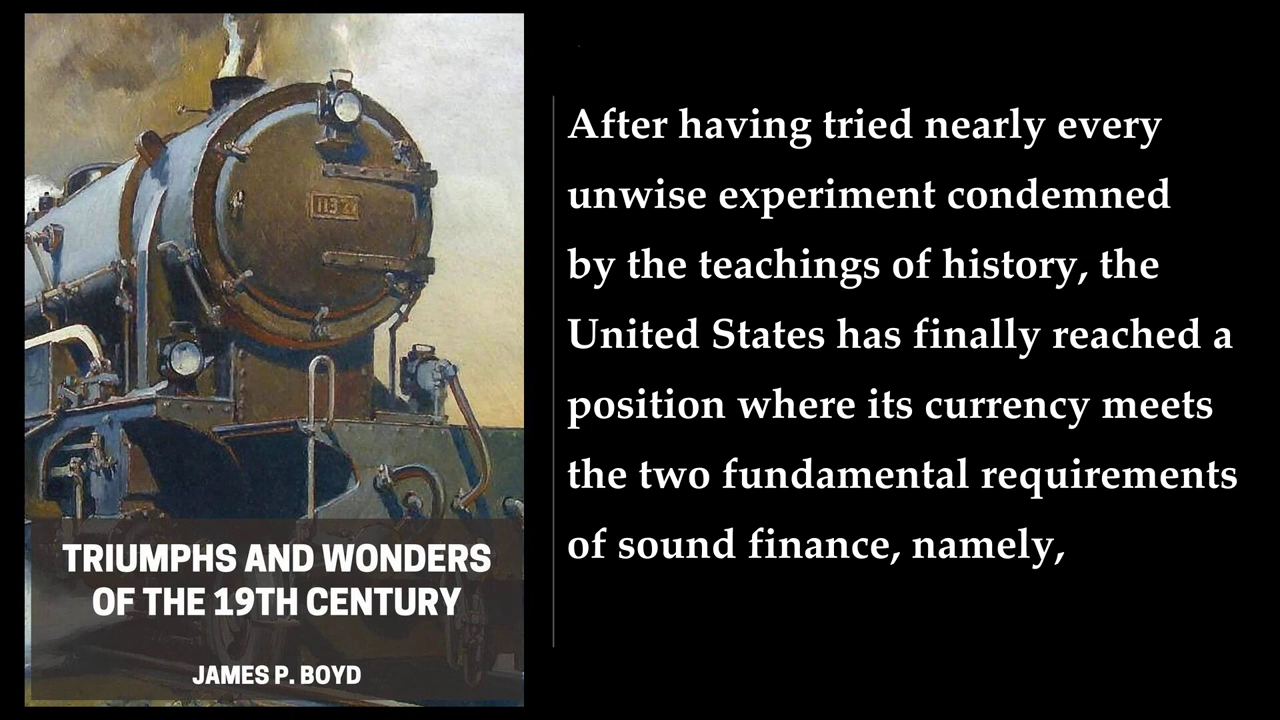 TRIUMPHS AND WONDERS
OF THE 19TH CENTURY
JAMES P. BOYD
After having tried nearly every
unwise experiment condemned
by the teachings of history, the
United States has finally reached a
position where its currency meets
the two fundamental requirements
of sound finance, namely,